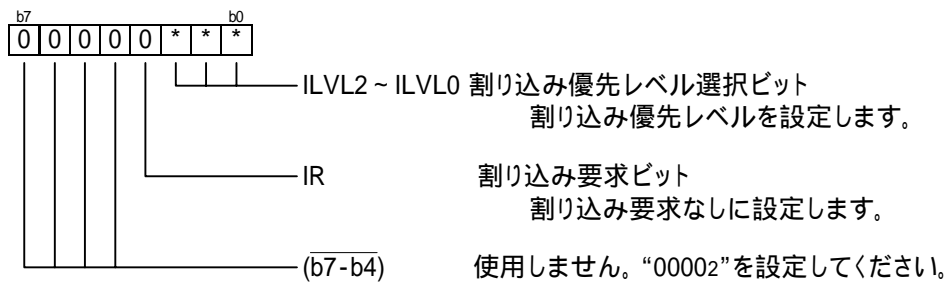 b7 b0
0 0 0 0 0 * * *
ILVL2 ~ ILVL0 割り込み優先レベル選択ビット
割り込み優先レベルを設定します。
IR 割り込み要求ビット
割り込み要求なしに設定します。
(b7-b4) 使用しません。“00002”を設定してください。